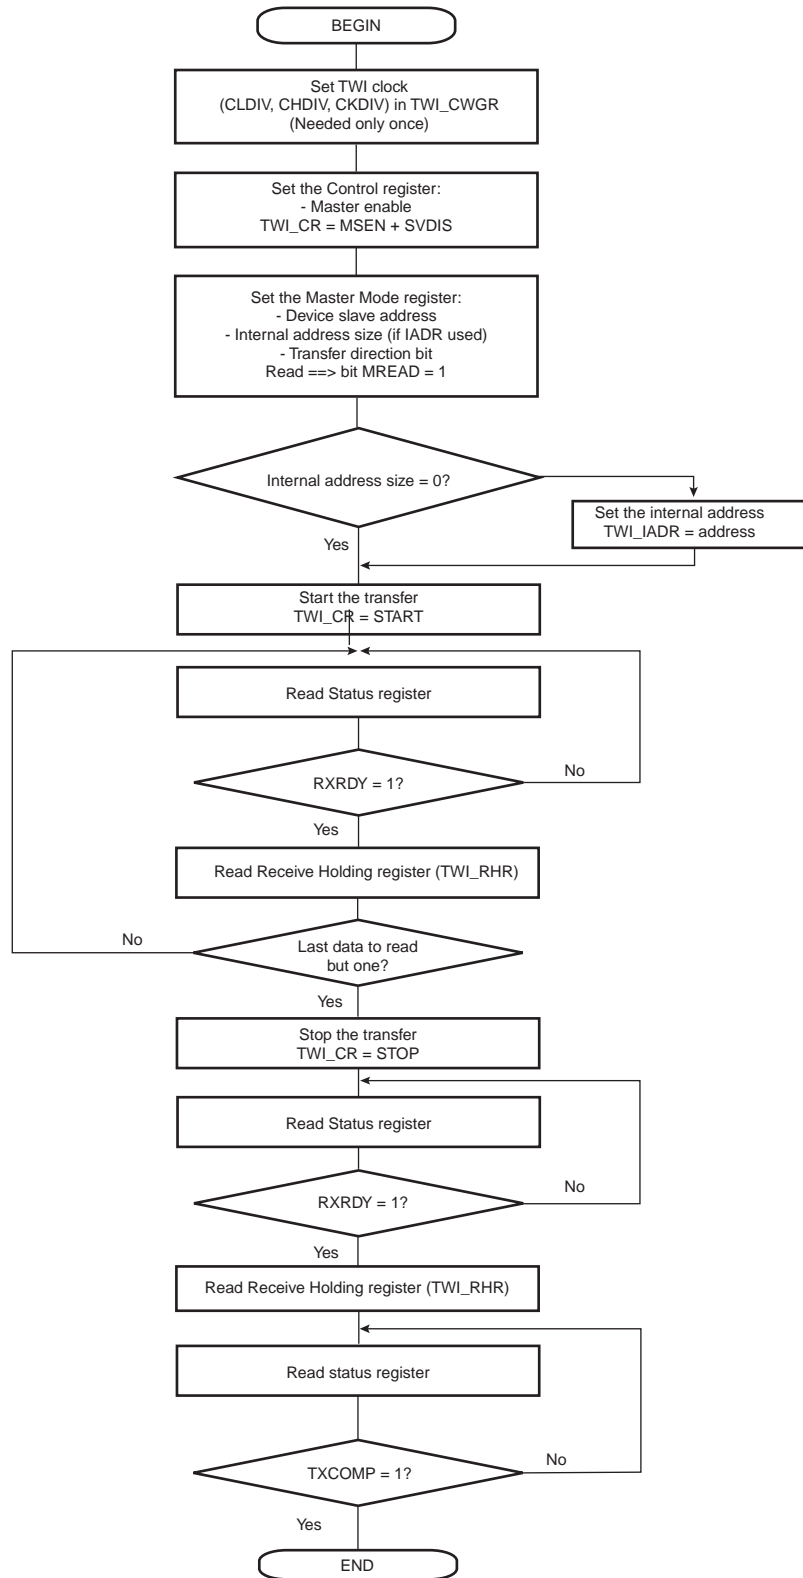 BEGIN
Set TWI clock
(CLDIV, CHDIV, CKDIV) in TWI_CWGR
(Needed only once)
Set the Control register:
- Master enable
TWI_CR = MSEN + SVDIS
Set the Master Mode register:
- Device slave address
- Internal address size (if IADR used)
- Transfer direction bit
Read ==> bit MREAD = 1
Internal address size = 0?
Set the internal address
TWI_IADR = address
Yes
Start the transfer
TWI_CR = START
Read Status register
RXRDY = 1?
No
Yes
Read Receive Holding register (TWI_RHR)
No
Last data to read
but one?
Yes
Stop the transfer
TWI_CR = STOP
Read Status register
RXRDY = 1?
No
Yes
Read Receive Holding register (TWI_RHR)
Read status register
TXCOMP = 1?
No
Yes
END